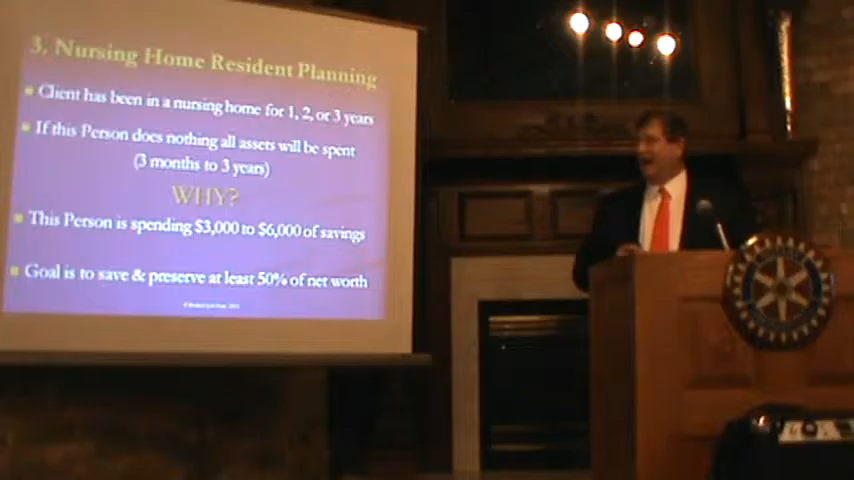 3. Nursing Home Resident Planning
Client has been in a nursing home for 1, 2, or 3 years
If this Person does nothing all assets will be spent
(3 months to 3 years)
WHY?
This Person is spending $3,000 to $6,000 of savings
Goal is to save & preserve at least 50% of net worth